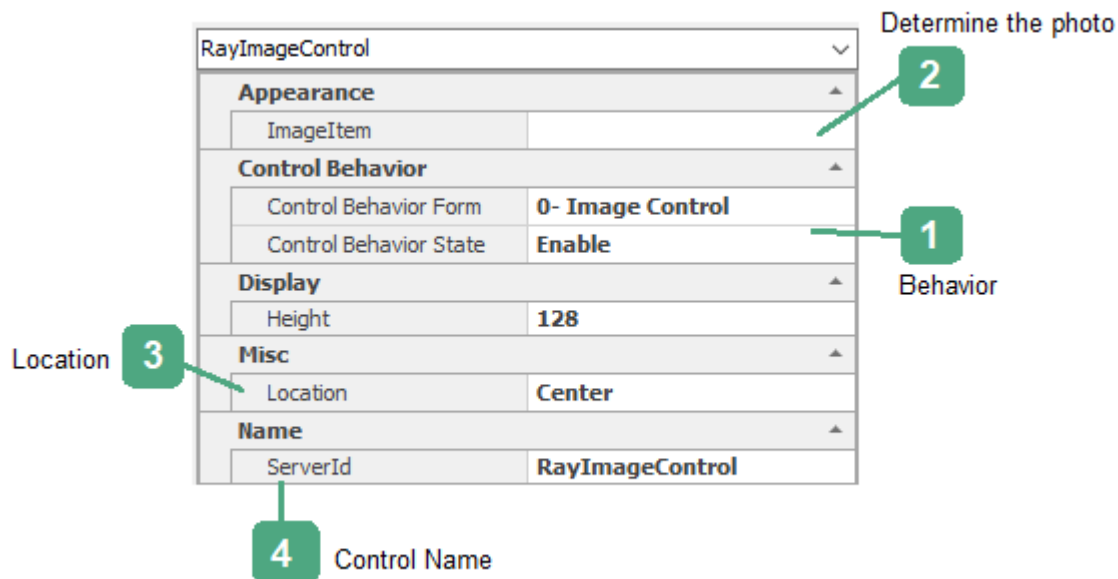 Determine the photo
RayImageControl
2
Appearance
ImageItem
Control Behavior
Control Behavior Form 0- Image Control
Control Behavior State Enable
1
Behavior
Display
Height 128
Misc
Location 3
Location Center
Name
ServerId RayImageControl
4 Control Name